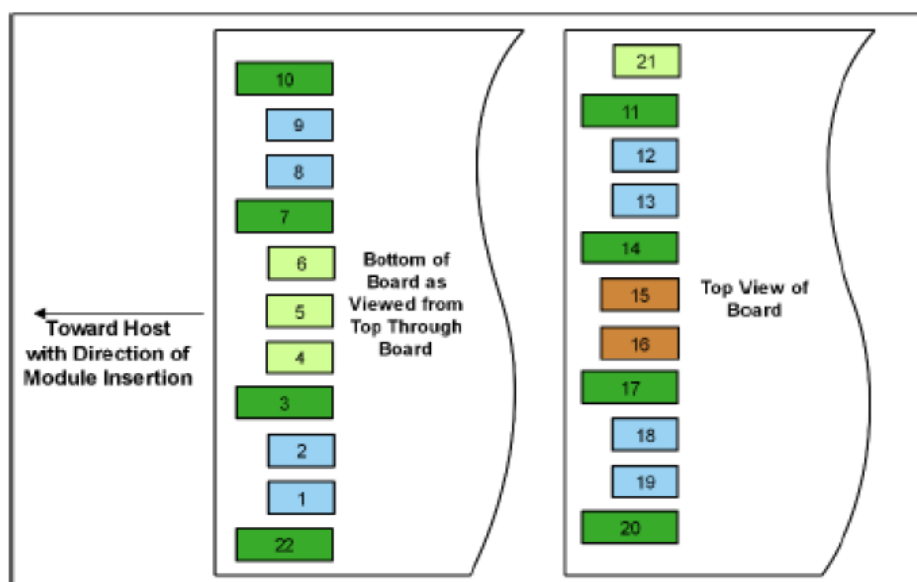 10
9
8
7
6
5
4
3
2
1
22
Bottom of
Board as
Viewed from
Top Through
Board
Toward Host
with Direction of
Module Insertion
21
11
12
13
14
15
16
17
18
19
20
Top View of
Board